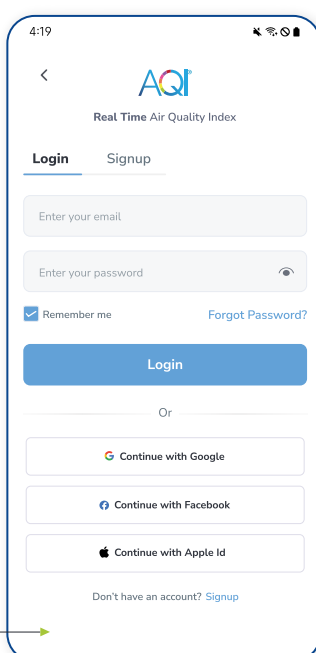 4:19
AQI
Real Time Air Quality Index
Login Signup
Enter your email
Enter your password
Remember me Forgot Password?
Login
Or
Continue with Google
Continue with Facebook
Continue with Apple Id
Don't have an account? Signup